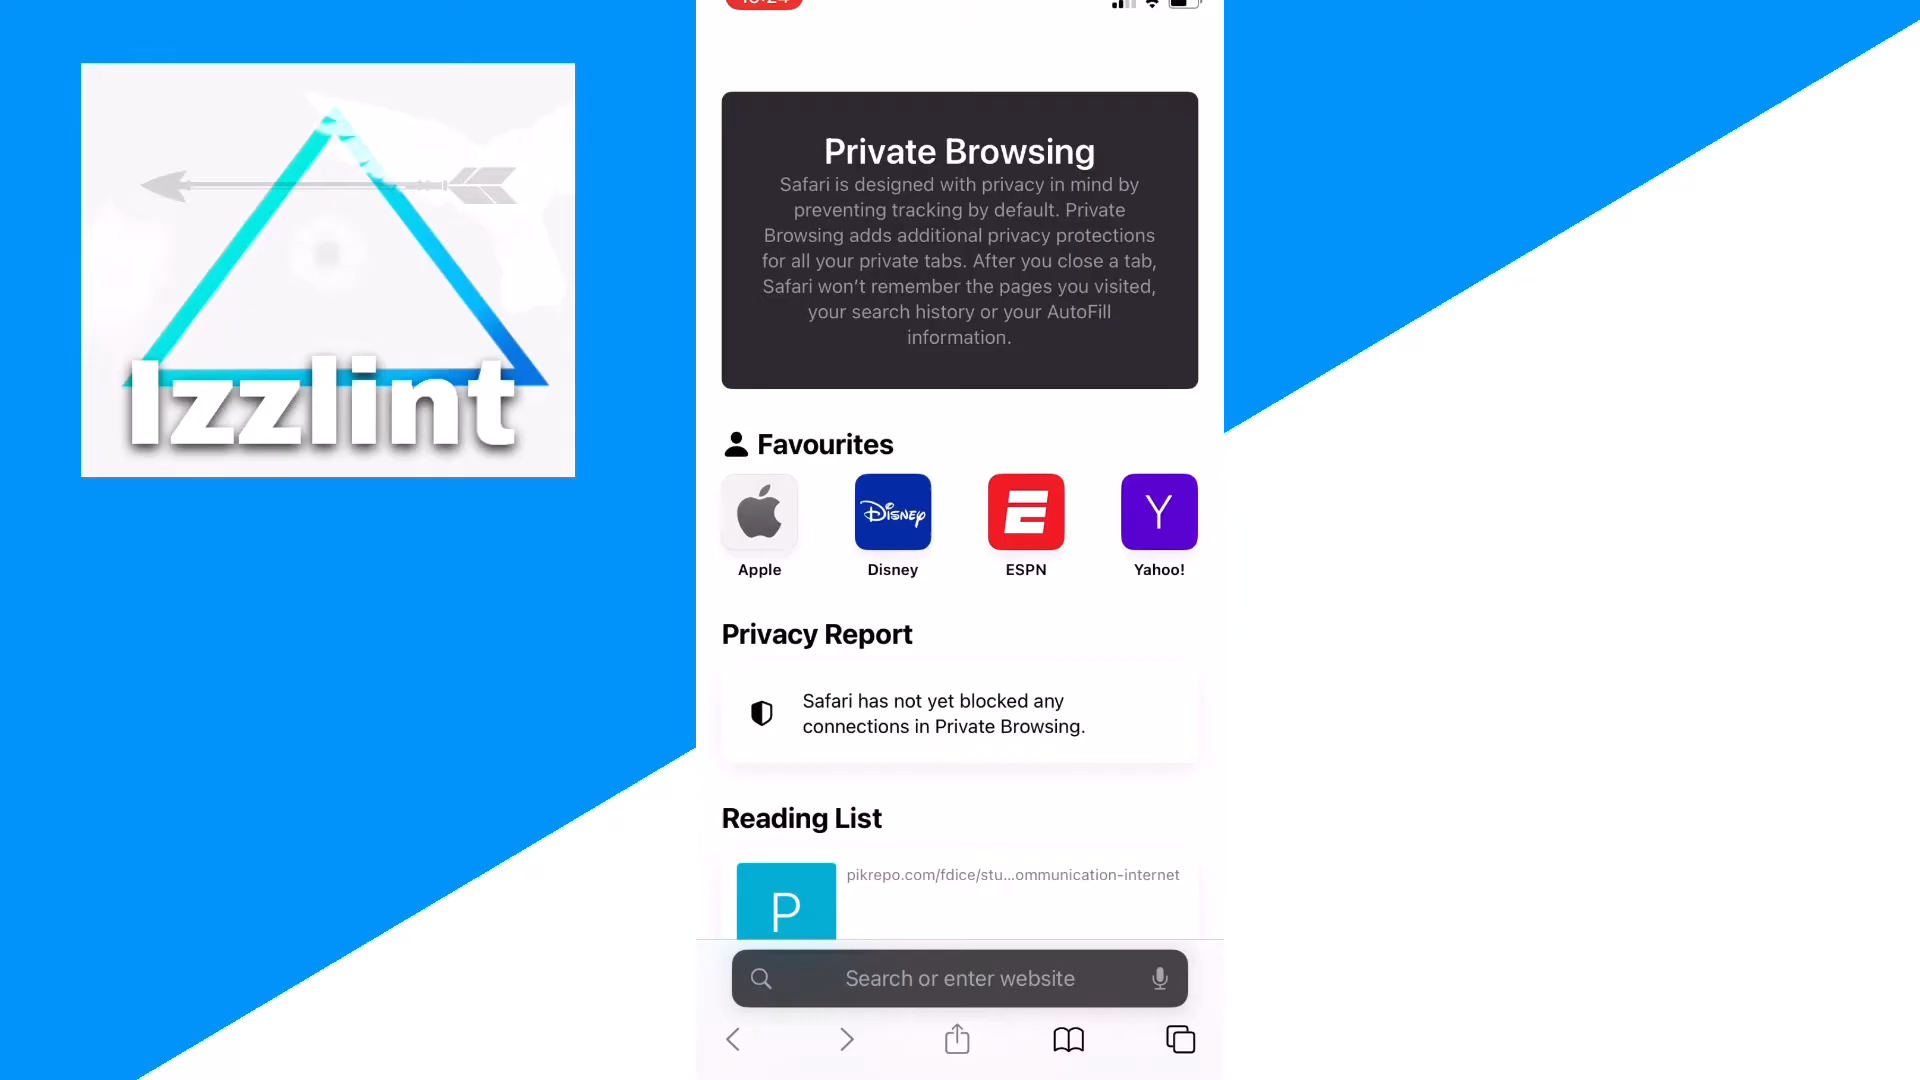 Izzlint
Private Browsing
Safari is designed with privacy in mind by
preventing tracking by default. Private
Browsing adds additional privacy protections
for all your private tabs. After you close a tab,
Safari won't remember the pages you visited,
your search history or your AutoFill
information.
Favourites
DISNEY
E
Y
Apple
Disney
ESPN
Yahoo!
Privacy Report
Safari has not yet blocked any
connections in Private Browsing.
Reading List
P
pikrepo.com/fdice/stu...ommunication-internet
Search or enter website